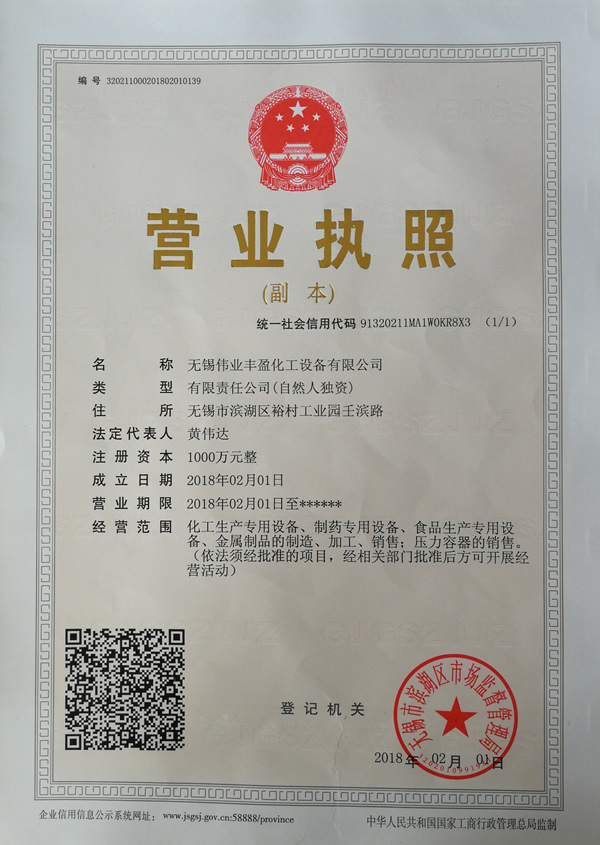 编 号 320211000201802010139
营业执照
(副 本)
统一社会信用代码 91320211MA1W0KR8X3 （1/1）
名 称 无锡伟业丰盈化工设备有限公司
类 型 有限责任公司(自然人独资)
住 所 无锡市滨湖区裕村工业园壬滨路
法定代表人 黄伟达
注册资本 1000万元整
成立日期 2018年02月01日
营业期限 2018年02月01日至******
经营范围 化工生产专用设备、制药专用设备、食品生产专用设
备、金属制品的制造、加工、销售；压力容器的销售。
（依法须经批准的项目，经相关部门批准后方可开展经
营活动）
无锡市滨湖区市场监督管理局
登记机关
2018 年 02 月 01 日
企业信用信息公示系统网址： www.jsgsj.gov.cn:58888/province
中华人民共和国国家工商行政管理总局监制